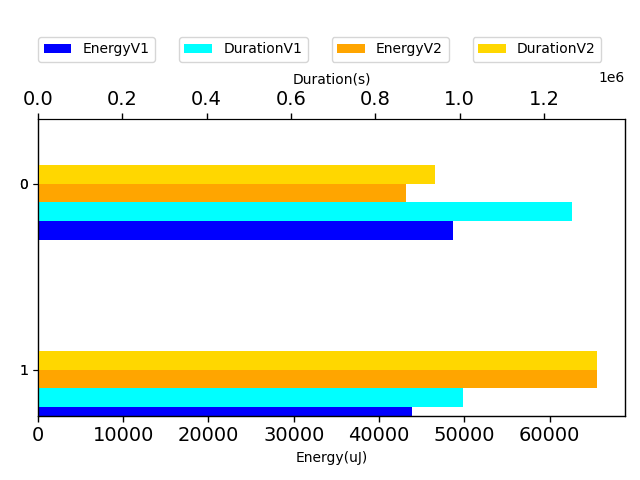 EnergyV1 DurationV1 EnergyV2 DurationV2
Duration(s)
1e6
0.0 0.2 0.4 0.6 0.8 1.0 1.2
0
1
0 10000 20000 30000 40000 50000 60000
Energy(uJ)